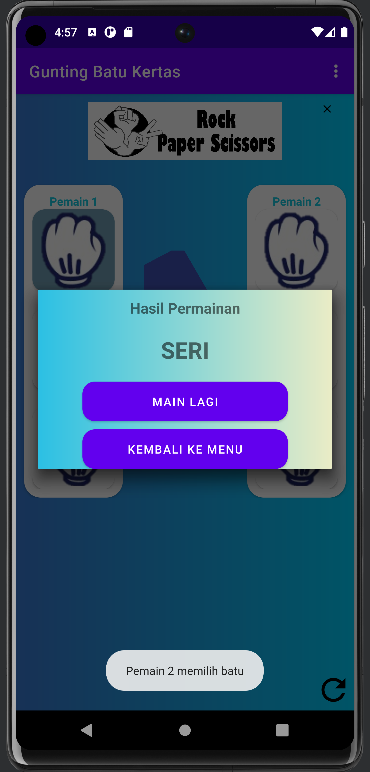 4:57
Gunting Batu Kertas
Rock
Paper Scissors
Pemain 1
Pemain 2
Hasil Permainan
SERI
MAIN LAGI
KEMBALI KE MENU
Pemain 2 memilih batu